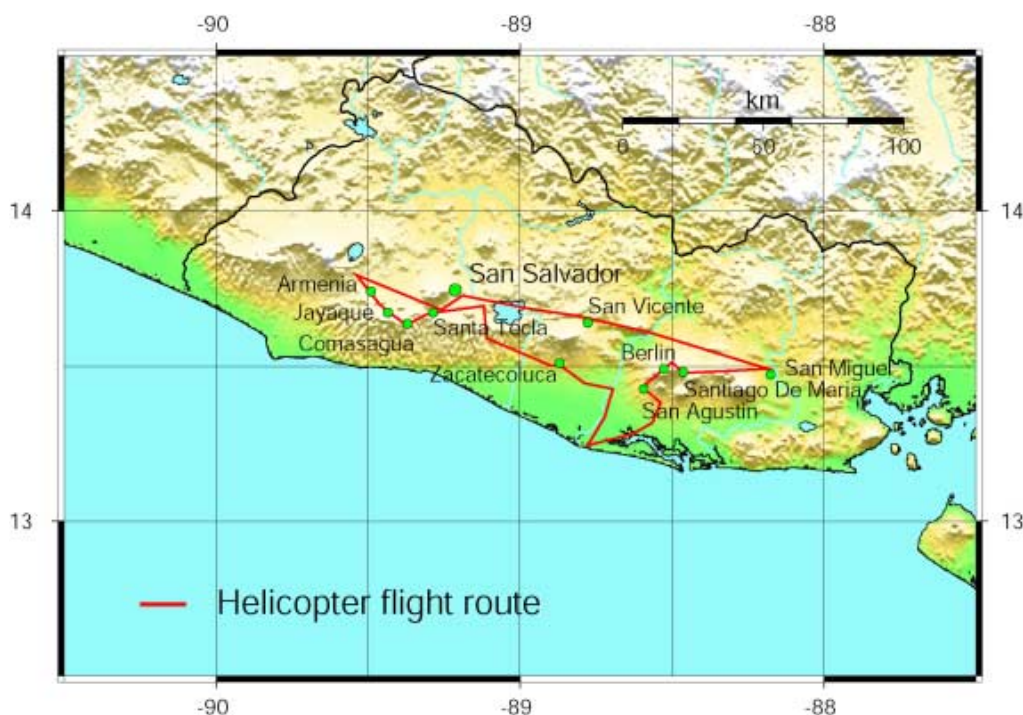 -90 -89 -88
km
0 50 100
14 14
San Salvador
Armenia
San Vicente
Jayaque
Santa Tecla
Comasagua
Berlin
San Miguel
Zacatecoluca
Santiago De Maria
San Agustin
13 13
Helicopter flight route
-90 -89 -88